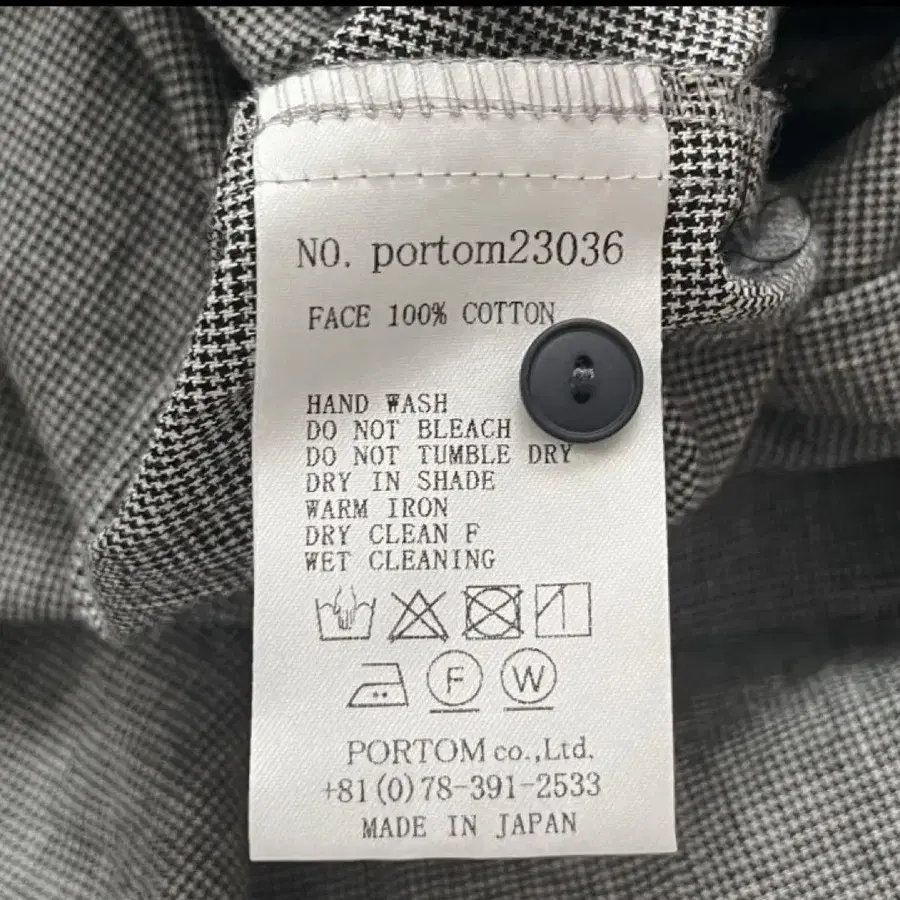 NO. portom23036
FACE 100% COTTON
HAND WASH
DO NOT BLEACH
DO NOT TUMBLE DRY
DRY IN SHADE
WARM IRON
DRY CLEAN F
WET CLEANING
F W
PORTOM co.,Ltd.
+81(0)78-391-2533
MADE IN JAPAN